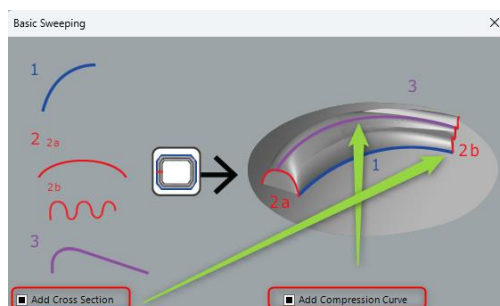 Basic Sweeping
1
2 2a
2b
3
3
1
2a
2b
Add Cross Section
Add Compression Curve